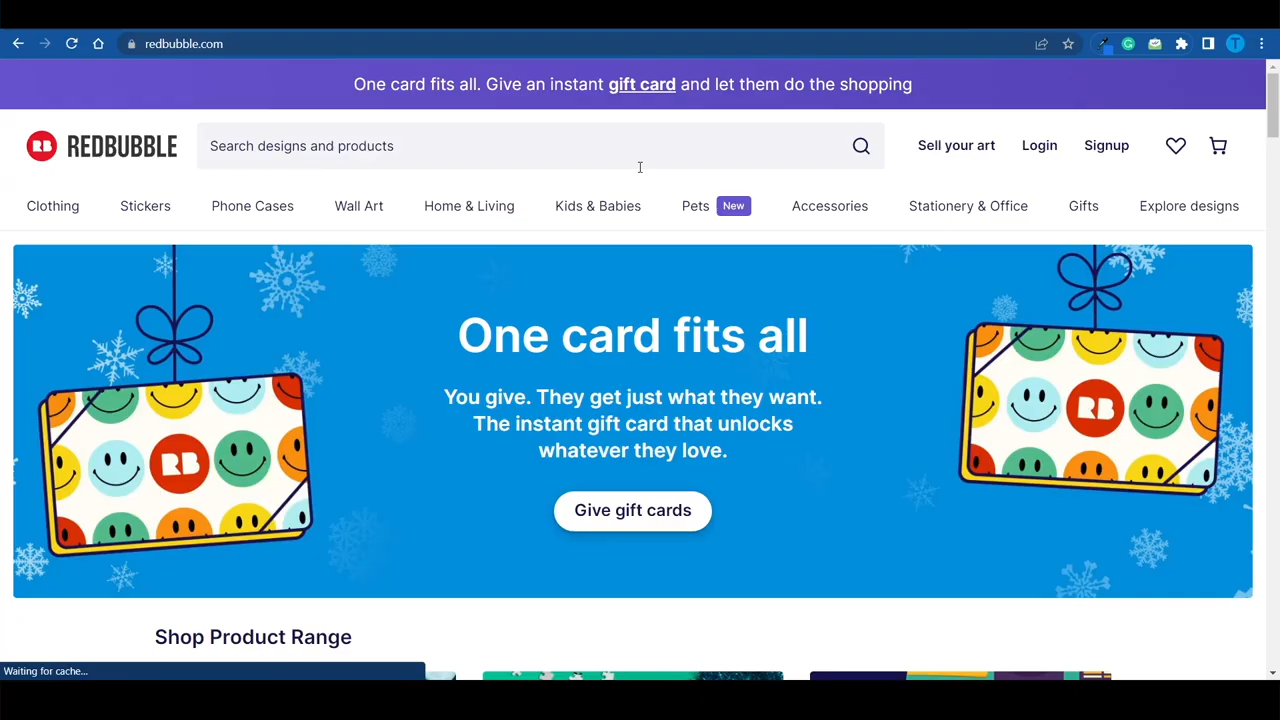 redbubble.com
T
One card fits all. Give an instant gift card and let them do the shopping
RB REDBUBBLE
Search designs and products
Sell your art Login Signup
Clothing Stickers Phone Cases Wall Art Home & Living Kids & Babies Pets New Accessories Stationery & Office Gifts Explore designs
One card fits all
You give. They get just what they want.
The instant gift card that unlocks
whatever they love.
RB
RB
Give gift cards
Shop Product Range
Waiting for cache...